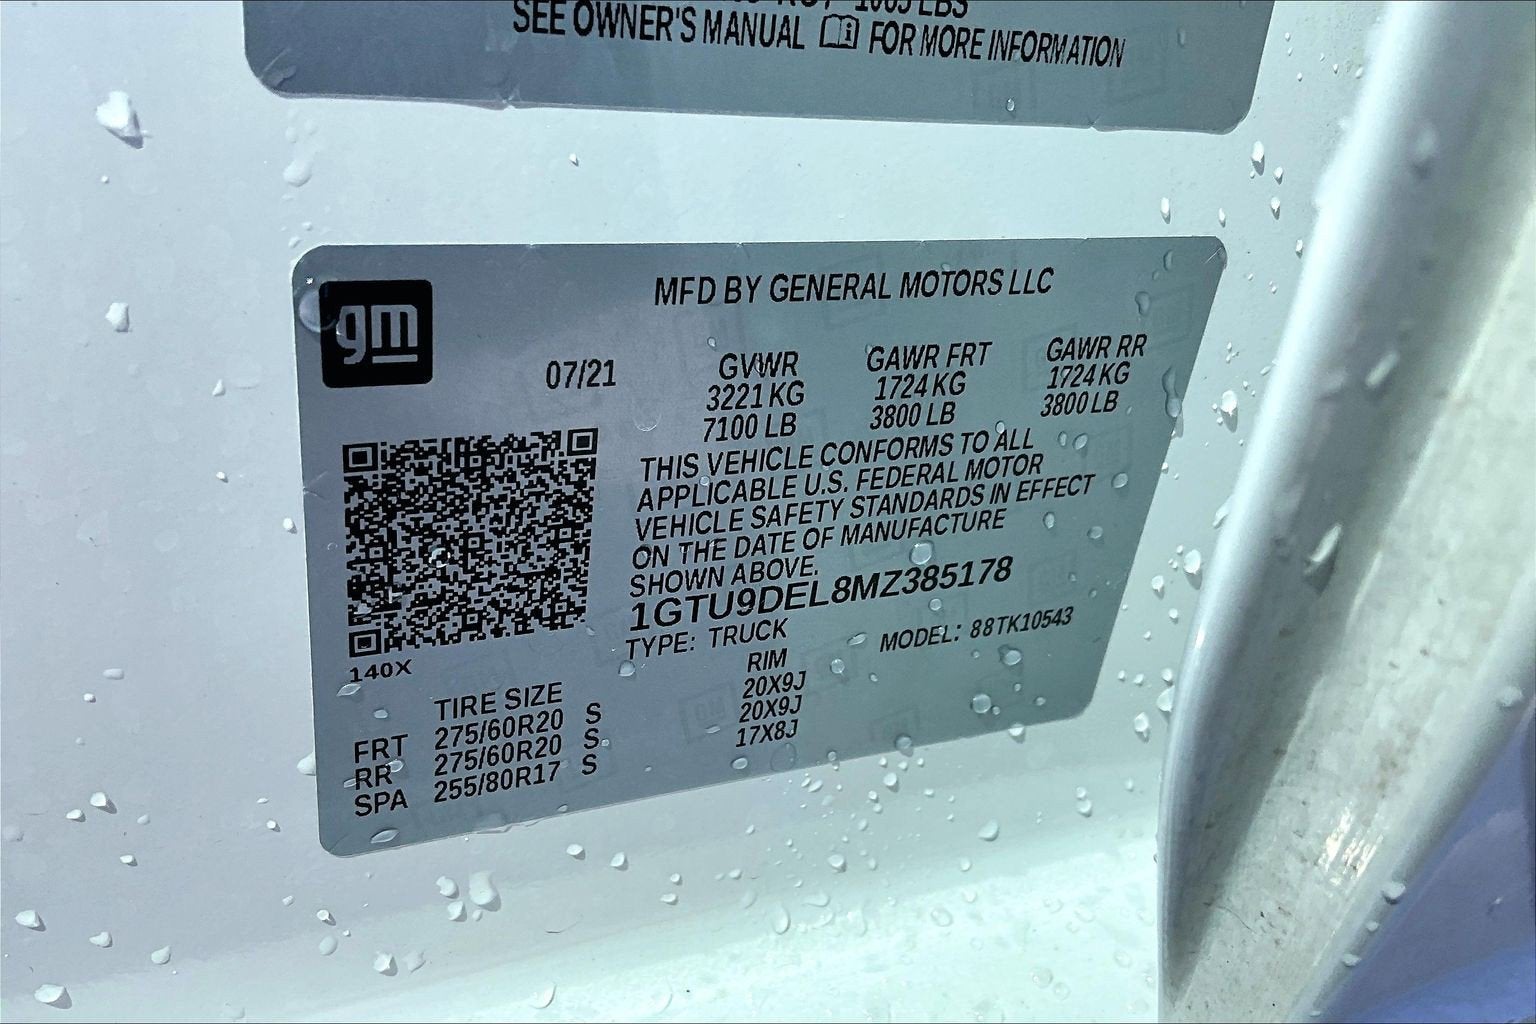 1005 LBS
SEE OWNER'S MANUAL FOR MORE INFORMATION
gm
MFD BY GENERAL MOTORS LLC
07/21
GVWR GAWR FRT GAWR RR
3221 KG 1724 KG 1724 KG
7100 LB 3800 LB 3800 LB
THIS VEHICLE CONFORMS TO ALL
APPLICABLE U.S. FEDERAL MOTOR
VEHICLE SAFETY STANDARDS IN EFFECT
ON THE DATE OF MANUFACTURE
SHOWN ABOVE.
1GTU9DEL8MZ385178
TYPE: TRUCK MODEL: 88TK10543
140X
TIRE SIZE RIM
FRT 275/60R20 S 20X9J
RR 275/60R20 S 20X9J
SPA 255/80R17 S 17X8J